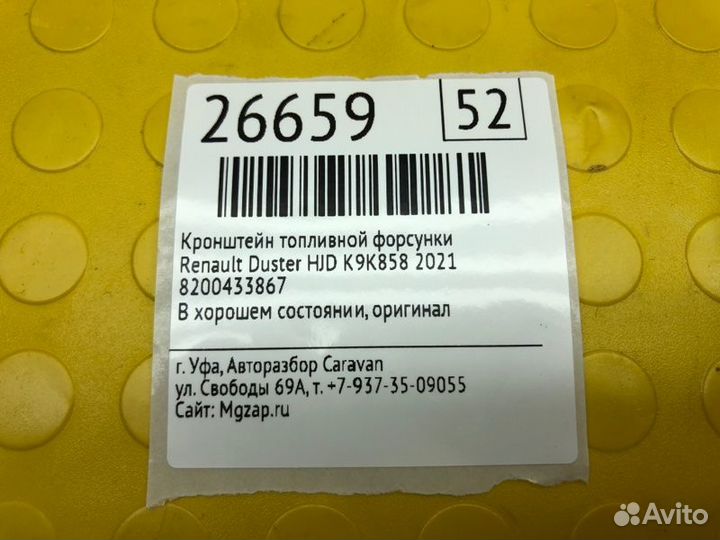 26659 52
Кронштейн топливной форсунки
Renault Duster HJD K9K858 2021
8200433867
В хорошем состоянии, оригинал
г. Уфа, Авторазбор Caravan
ул. Свободы 69А, т. +7-937-35-09055
Сайт: Mgzap.ru
Avito